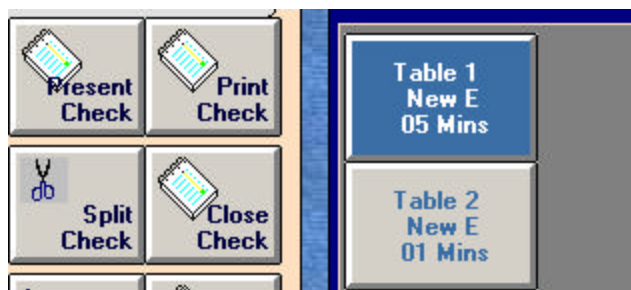 Present
Check
Print
Check
Split
Check
Close
Check
Table 1
New E
05 Mins
Table 2
New E
01 Mins